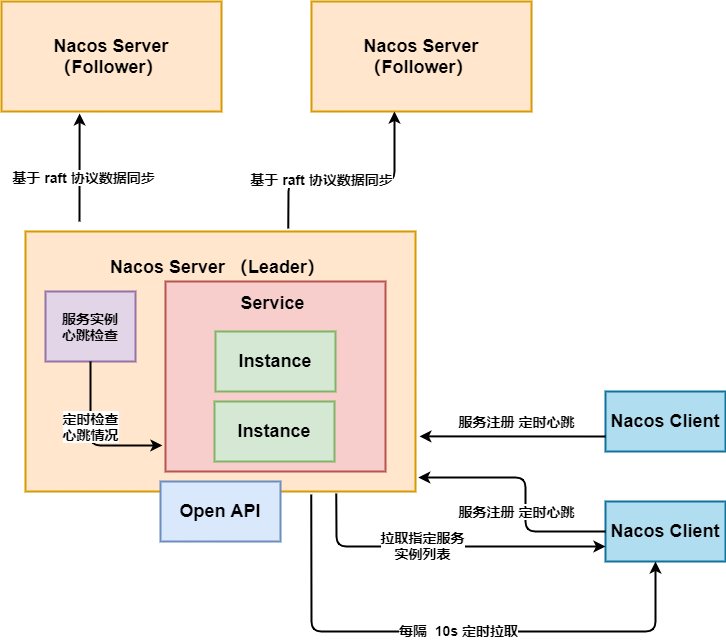 Nacos Server
（Follower）
Nacos Server
（Follower）
基于 raft 协议数据同步
基于 raft 协议数据同步
Nacos Server （Leader）
服务实例
心跳检查
Service
Instance
Instance
定时检查
心跳情况
Open API
服务注册 定时心跳
Nacos Client
服务注册 定时心跳
Nacos Client
拉取指定服务
实例列表
每隔 10s 定时拉取